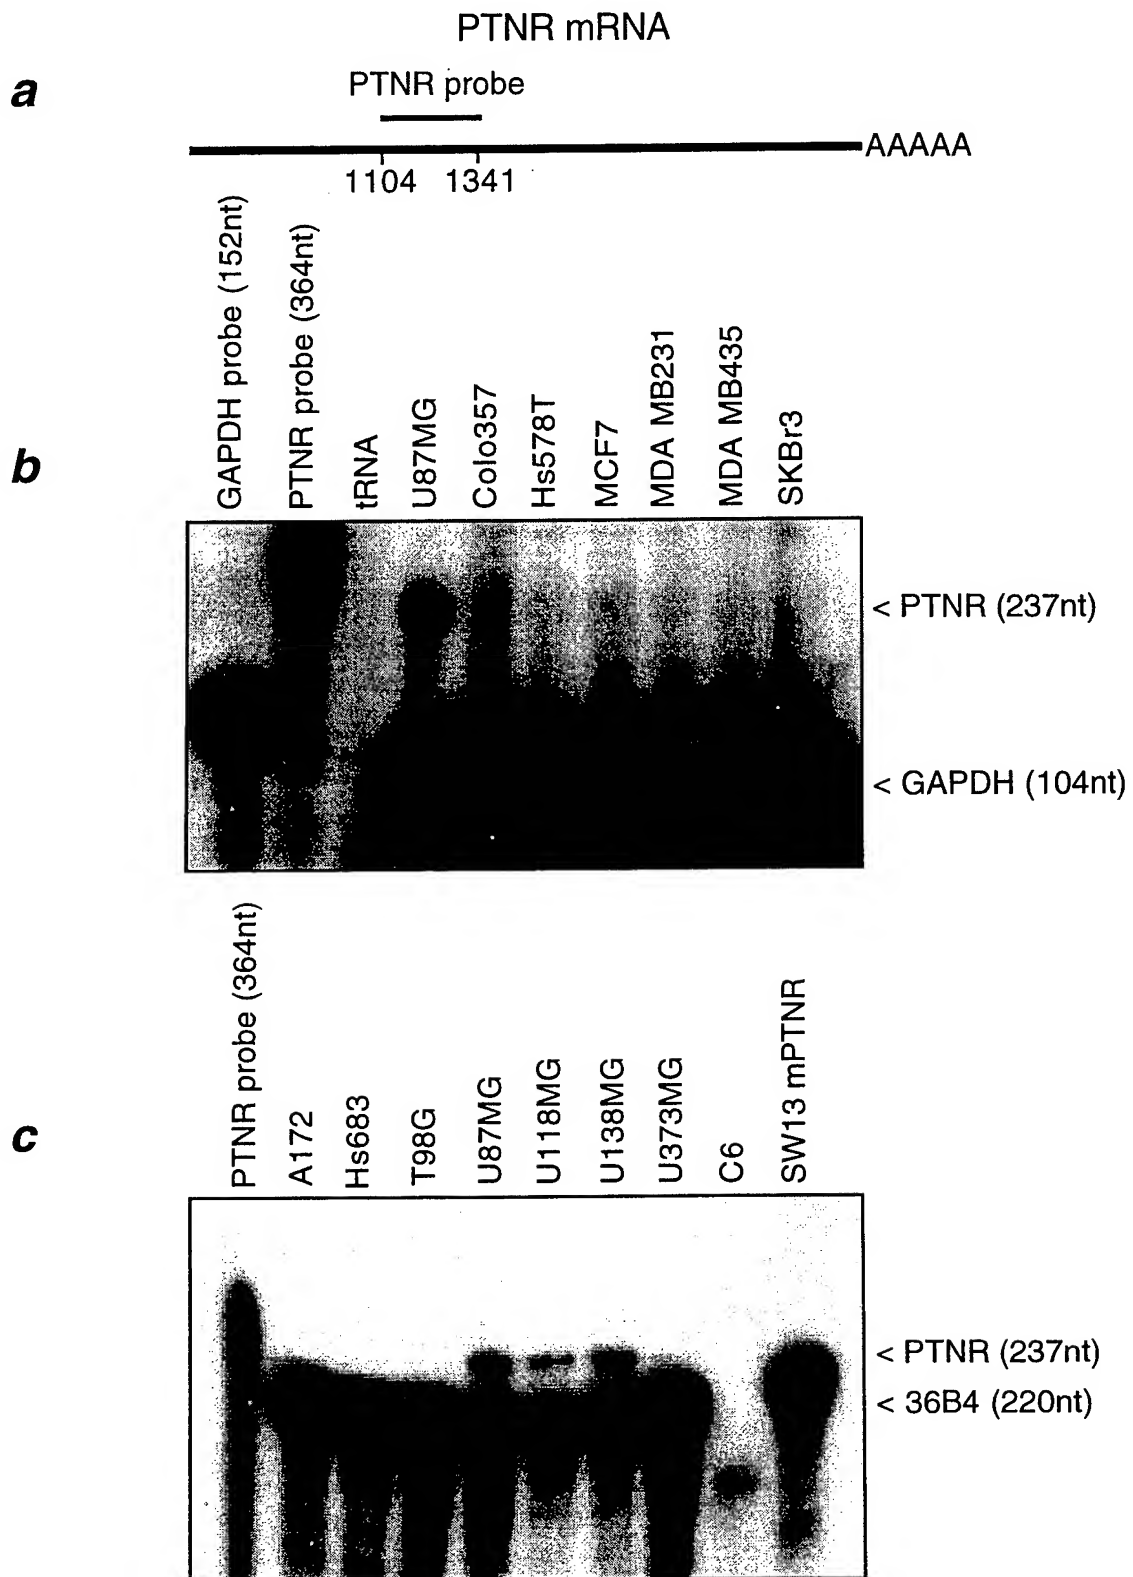 PTNR mRNA
a
PTNR probe
AAAAA
1104 1341
b
GAPDH probe (152nt)
PTNR probe (364nt)
tRNA
U87MG
Colo357
Hs578T
MCF7
MDA MB231
MDA MB435
SKBr3
< PTNR (237nt)
< GAPDH (104nt)
c
PTNR probe (364nt)
A172
Hs683
T98G
U87MG
U118MG
U138MG
U373MG
C6
SW13 mPTNR
< PTNR (237nt)
< 36B4 (220nt)